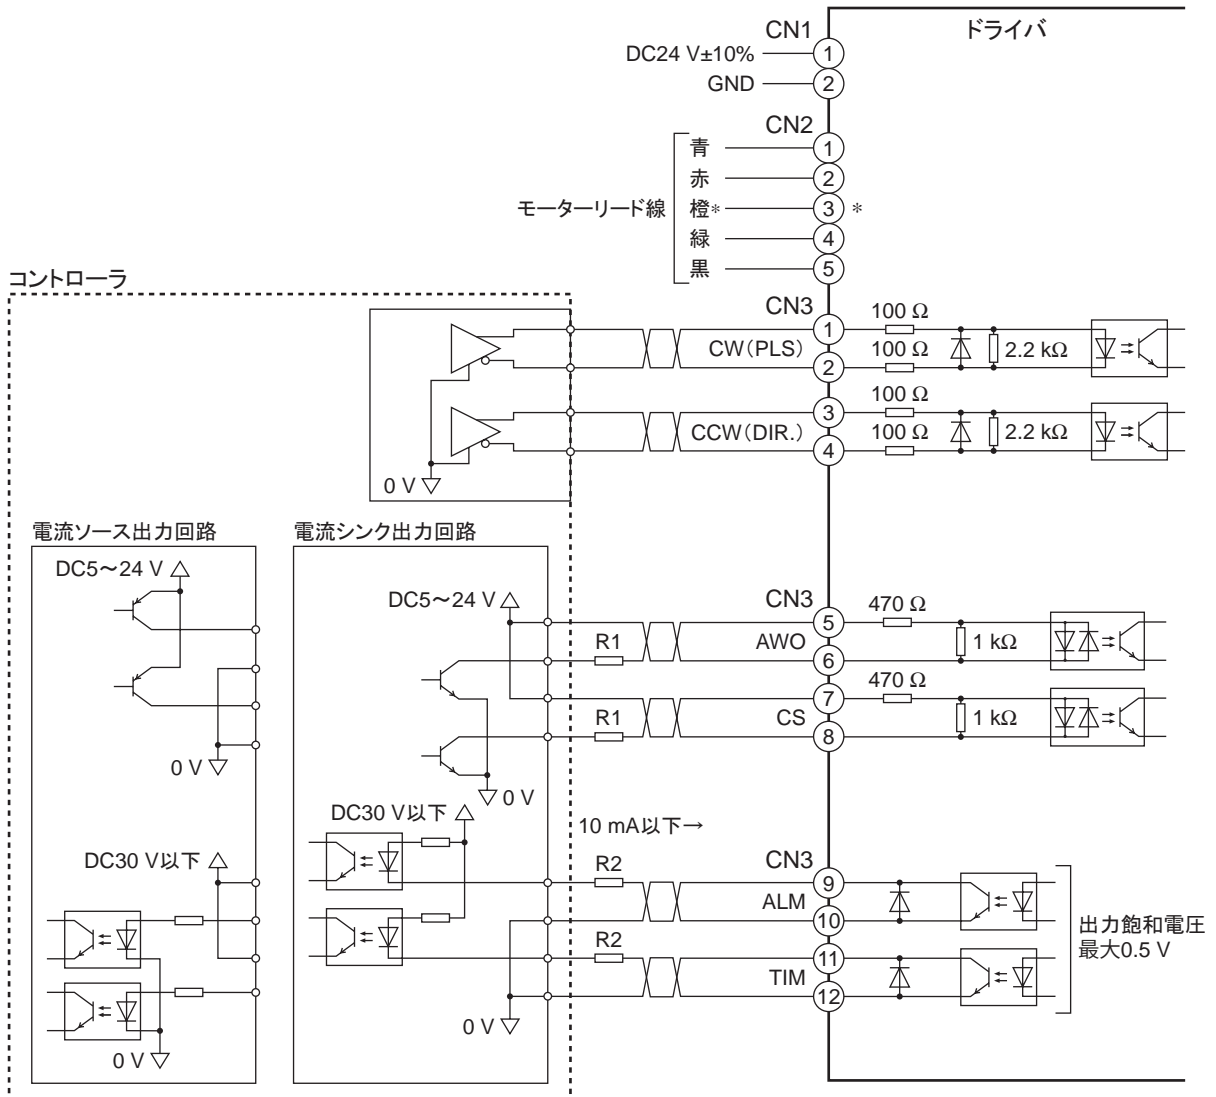 ドライバ
CN1
DC24 V±10%
1
GND
2
CN2
モーターリード線
青
1
赤
2
橙*
3
*
緑
4
黒
5
コントローラ
CN3
1
100 Ω
CW(PLS)
100 Ω
2.2 kΩ
2
3
100 Ω
CCW(DIR.)
100 Ω
2.2 kΩ
4
0 V
電流ソース出力回路
電流シンク出力回路
DC5~24 V
DC5~24 V
CN3
5
470 Ω
R1
AWO
1 kΩ
6
7
470 Ω
R1
CS
1 kΩ
8
0 V
0 V
DC30 V以下
10 mA以下→
DC30 V以下
R2
CN3
9
ALM
10
R2
11
TIM
12
出力飽和電圧
最大0.5 V
0 V
0 V